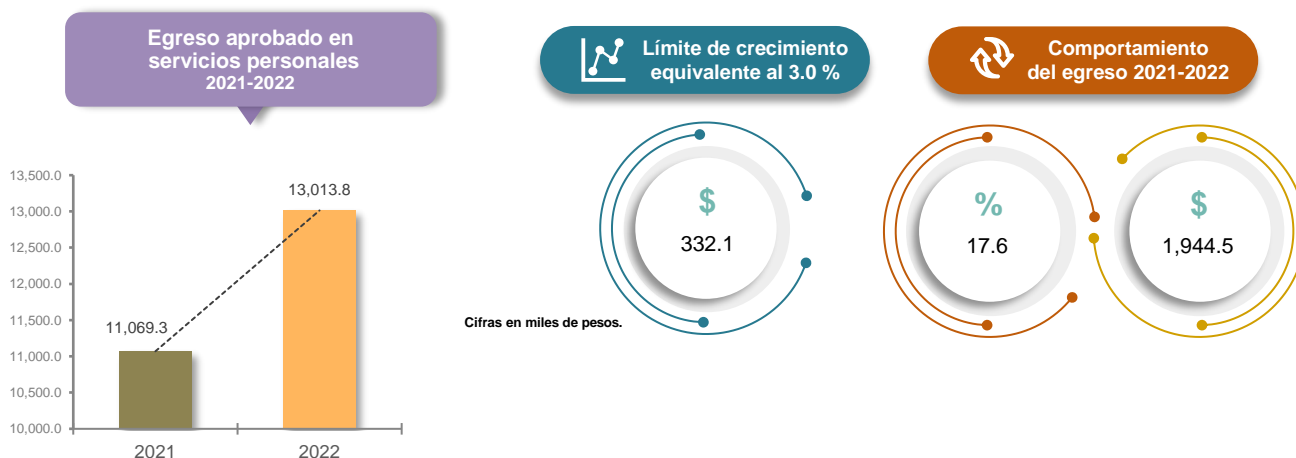 Egreso aprobado en
servicios personales
2021-2022
13,500.0
13,000.0
12,500.0
12,000.0
11,500.0
11,000.0
10,500.0
10,000.0
11,069.3
13,013.8
2021
2022
Límite de crecimiento
equivalente al 3.0 %
$
332.1
Cifras en miles de pesos.
Comportamiento
del egreso 2021-2022
%
17.6
$
1,944.5